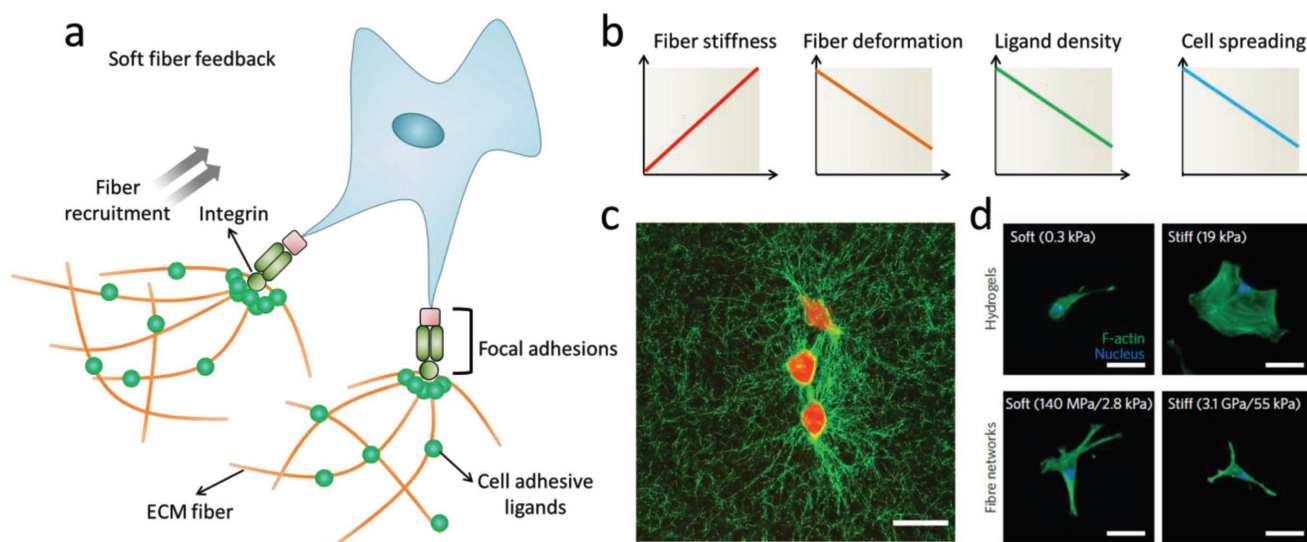 a
Soft fiber feedback
Fiber
recruitment
Integrin
Focal adhesions
Cell adhesive
ligands
ECM fiber
b
Fiber stiffness
Fiber deformation
Ligand density
Cell spreading
c
d
Soft (0.3 kPa)
Stiff (19 kPa)
Hydrogels
F-actin
Nucleus
Soft (140 MPa/2.8 kPa)
Stiff (3.1 GPa/55 kPa)
Fibre networks